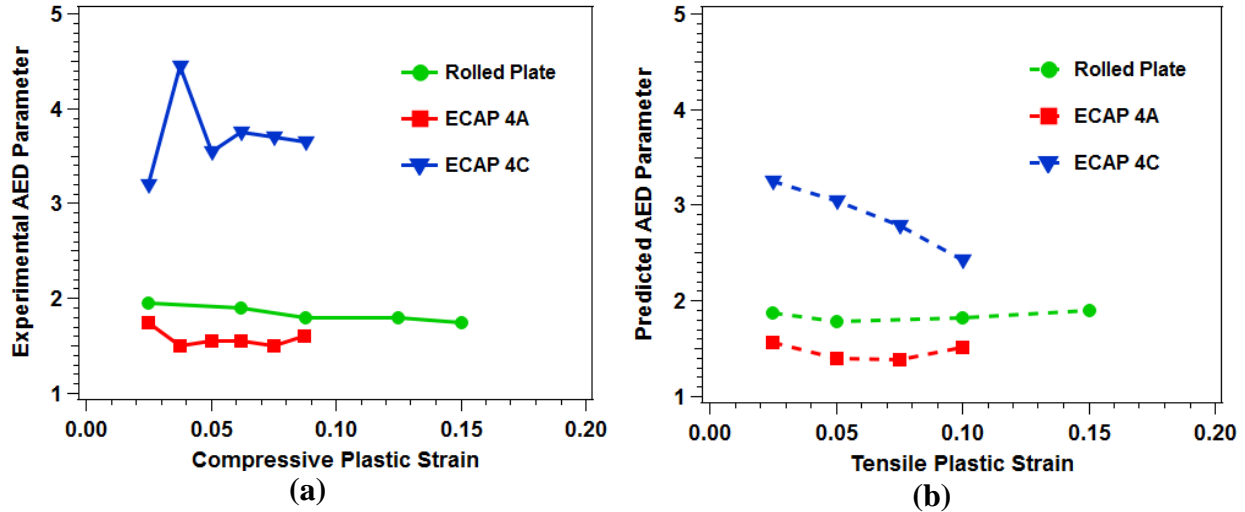 Experimental AED Parameter
5
4
3
2
1
Rolled Plate
ECAP 4A
ECAP 4C
0.00 0.05 0.10 0.15 0.20
Compressive Plastic Strain
(a)
Predicted AED Parameter
5
4
3
2
1
Rolled Plate
ECAP 4A
ECAP 4C
0.00 0.05 0.10 0.15 0.20
Tensile Plastic Strain
(b)